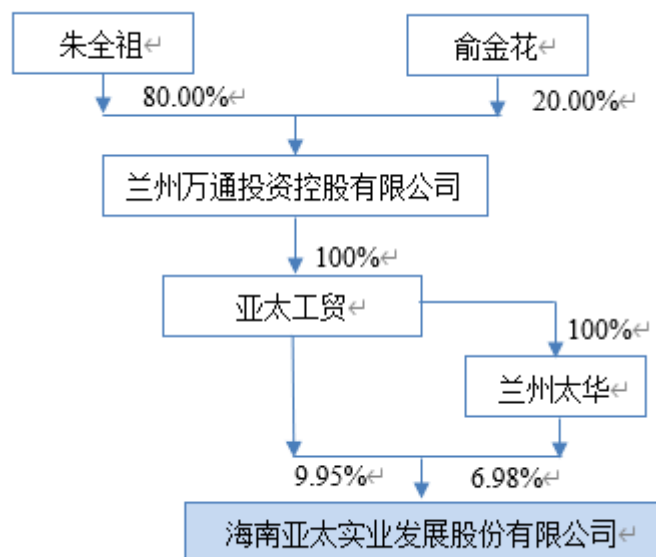 朱全祖↵
俞金花↵
80.00%↵
20.00%↵
兰州万通投资控股有限公司
100%↵
亚太工贸↵
100%↵
兰州太华↵
9.95%↵
6.98%↵
海南亚太实业发展股份有限公司↵